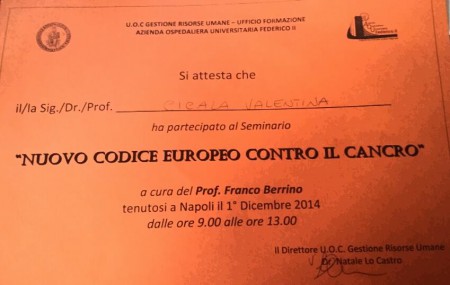 U.O.C GESTIONE RISORSE UMANE – UFFICIO FORMAZIONE
AZIENDA OSPEDALIERA UNIVERSITARIA FEDERICO II
Si attesta che
il/la Sig./Dr./Prof. CICALA VALENTINA
ha partecipato al Seminario
"NUOVO CODICE EUROPEO CONTRO IL CANCRO"
a cura del Prof. Franco Berrino
tenutosi a Napoli il 1° Dicembre 2014
dalle ore 9.00 alle ore 13.00
Il Direttore U.O.C. Gestione Risorse Umane
Dr. Natale Lo Castro